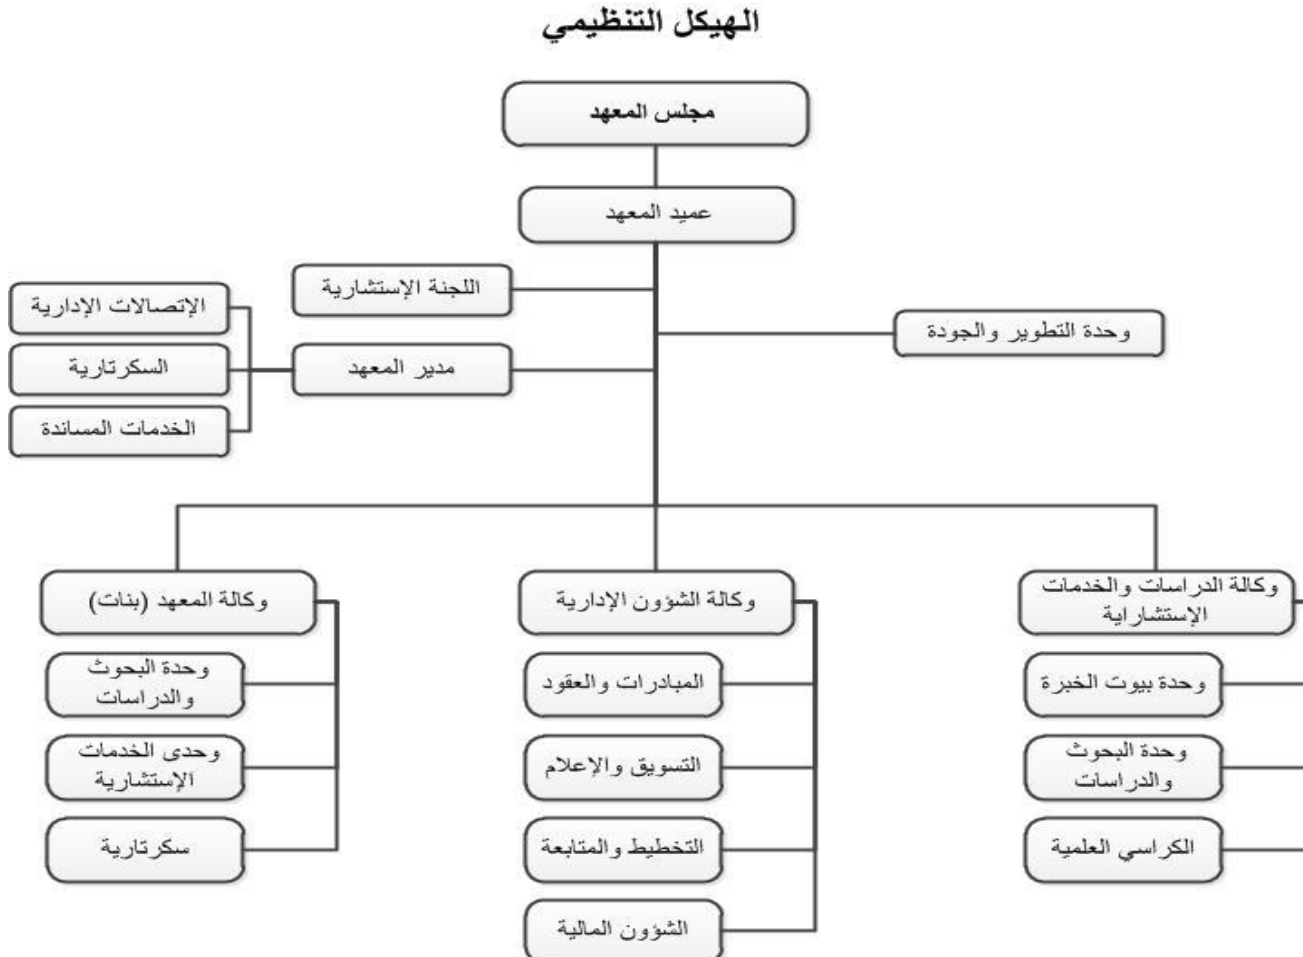 الهيكل التنظيمي
مجلس المعهد
عميد المعهد
اللجنة الإستشارية
وحدة التطوير والجودة
مدير المعهد
الإتصالات الإدارية
السكرتارية
الخدمات المساندة
وكالة الدراسات والخدمات
الإستشاراية
وحدة بيوت الخبرة
وحدة البحوث
والدراسات
الكراسي العلمية
وكالة الشؤون الإدارية
المبادرات والعقود
التسويق والإعلام
التخطيط والمتابعة
الشؤون المالية
وكالة المعهد (بنات)
وحدة البحوث
والدراسات
وحدى الخدمات
الإستشارية
سكرتارية